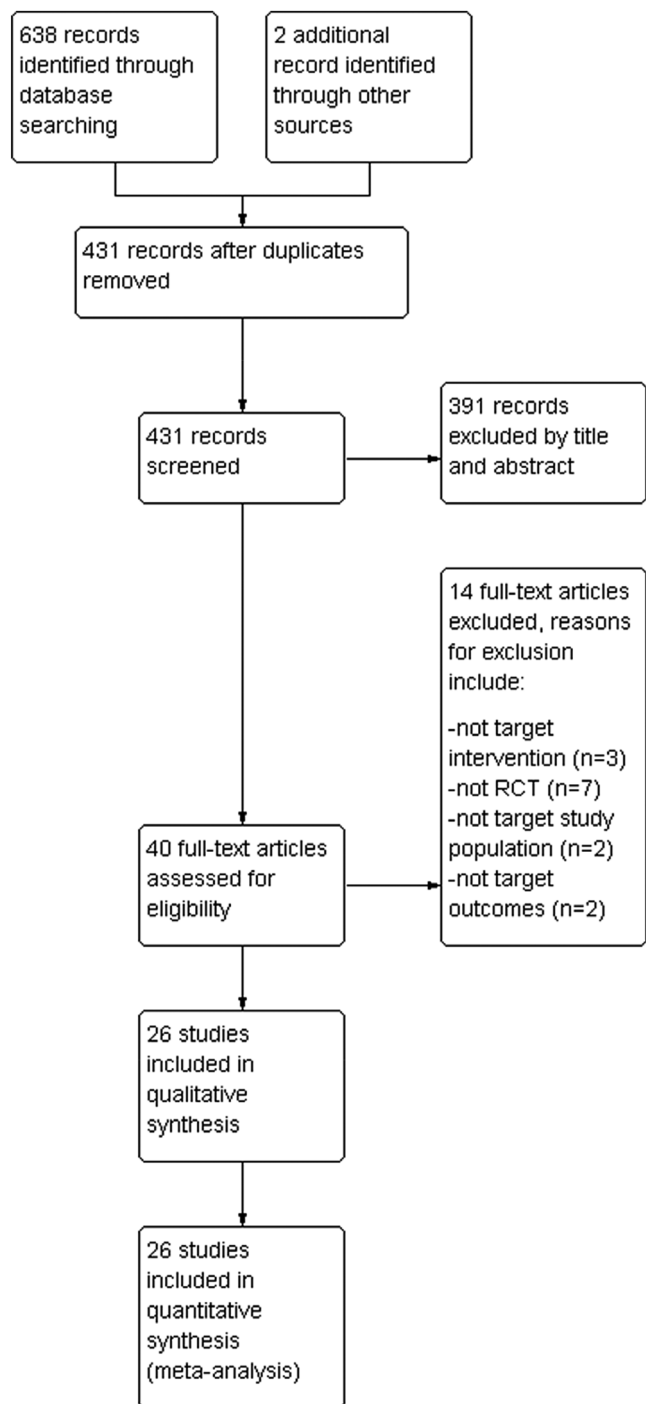 638 records
identified through
database
searching
2 additional
record identified
through other
sources
431 records after duplicates
removed
431 records
screened
391 records
excluded by title
and abstract
14 full-text articles
excluded, reasons
for exclusion
include:
-not target
intervention (n=3)
-not RCT (n=7)
-not target study
population (n=2)
-not target
outcomes (n=2)
40 full-text articles
assessed for
eligibility
26 studies
included in
qualitative
synthesis
26 studies
included in
quantitative
synthesis
(meta-analysis)